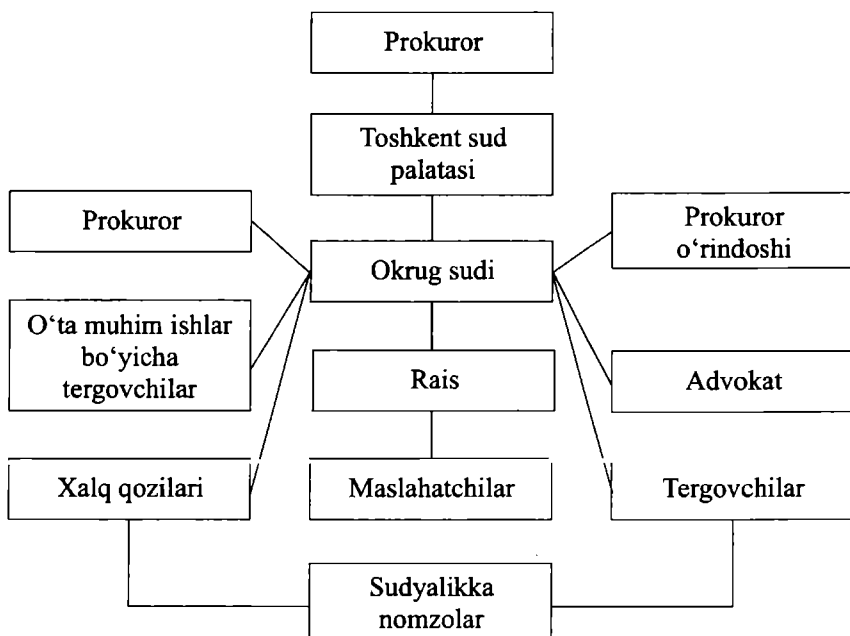 Prokuror
Toshkent sud
palatasi
Prokuror
Prokuror
o‘rindoshi
Okrug sudi
O‘ta muhim ishlar
bo‘yicha
tergovchilar
Rais
Advokat
Xalq qozilari
Maslahatchilar
Tergovchilar
Sudyalikka
nomzolar